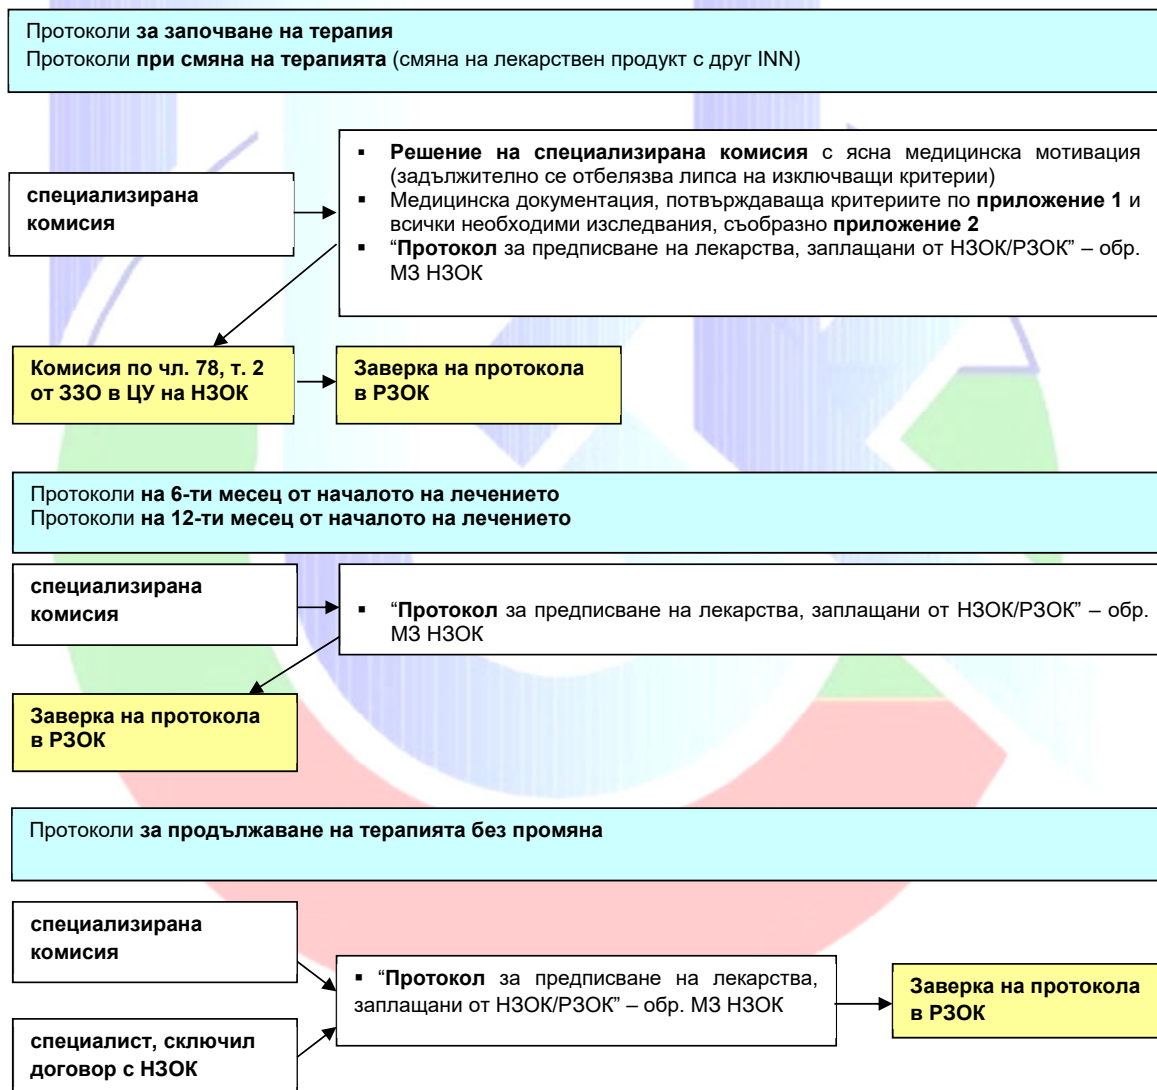 Протоколи за започване на терапия
Протоколи при смяна на терапията (смяна на лекарствен продукт с друг INN)
специализирана
комисия
▪ Решение на специализирана комисия с ясна медицинска мотивация
(задължително се отбелязва липса на изключващи критерии)
▪ Медицинска документация, потвърждаваща критериите по приложение 1 и
всички необходими изследвания, съобразно приложение 2
▪ “Протокол за предписване на лекарства, заплащани от НЗОК/РЗОК” – обр.
МЗ НЗОК
Комисия по чл. 78, т. 2
от ЗЗО в ЦУ на НЗОК
Заверка на протокола
в РЗОК
Протоколи на 6-ти месец от началото на лечението
Протоколи на 12-ти месец от началото на лечението
специализирана
комисия
▪ “Протокол за предписване на лекарства, заплащани от НЗОК/РЗОК” – обр.
МЗ НЗОК
Заверка на протокола
в РЗОК
Протоколи за продължаване на терапията без промяна
специализирана
комисия
специалист, сключил
договор с НЗОК
▪ “Протокол за предписване на лекарства,
заплащани от НЗОК/РЗОК” – обр. МЗ НЗОК
Заверка на протокола
в РЗОК